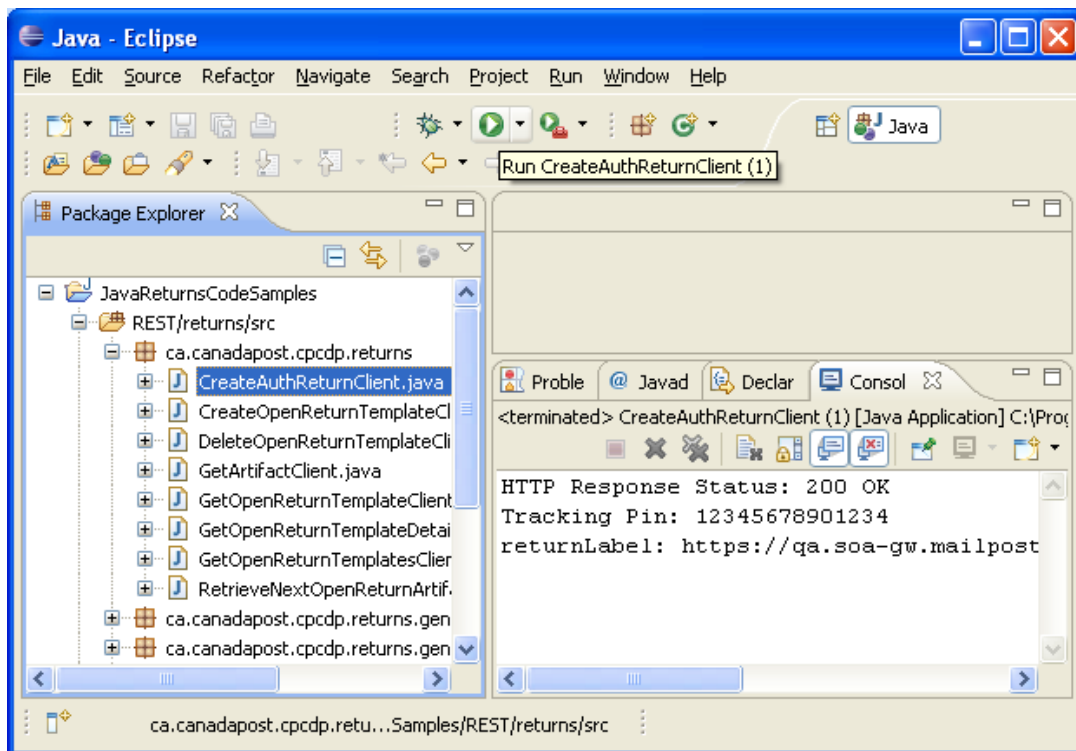 Java - Eclipse
File Edit Source Refactor Navigate Search Project Run Window Help
Java
Run CreateAuthReturnClient (1)
Package Explorer
JavaReturnsCodeSamples
REST/returns/src
ca.canadapost.cpcdp.returns
CreateAuthReturnClient.java
CreateOpenReturnTemplateCl
DeleteOpenReturnTemplateCli
GetArtifactClient.java
GetOpenReturnTemplateClient
GetOpenReturnTemplateDetai
GetOpenReturnTemplatesClier
RetrieveNextOpenReturnArtif
ca.canadapost.cpcdp.returns.gen
ca.canadapost.cpcdp.returns.gen
Proble @ Javad Declar Consol
<terminated> CreateAuthReturnClient (1) [Java Application] C:\Prog
HTTP Response Status: 200 OK
Tracking Pin: 12345678901234
returnLabel: https://qa.soa-gw.mailpost
ca.canadapost.cpcdp.retu...Samples/REST/returns/src